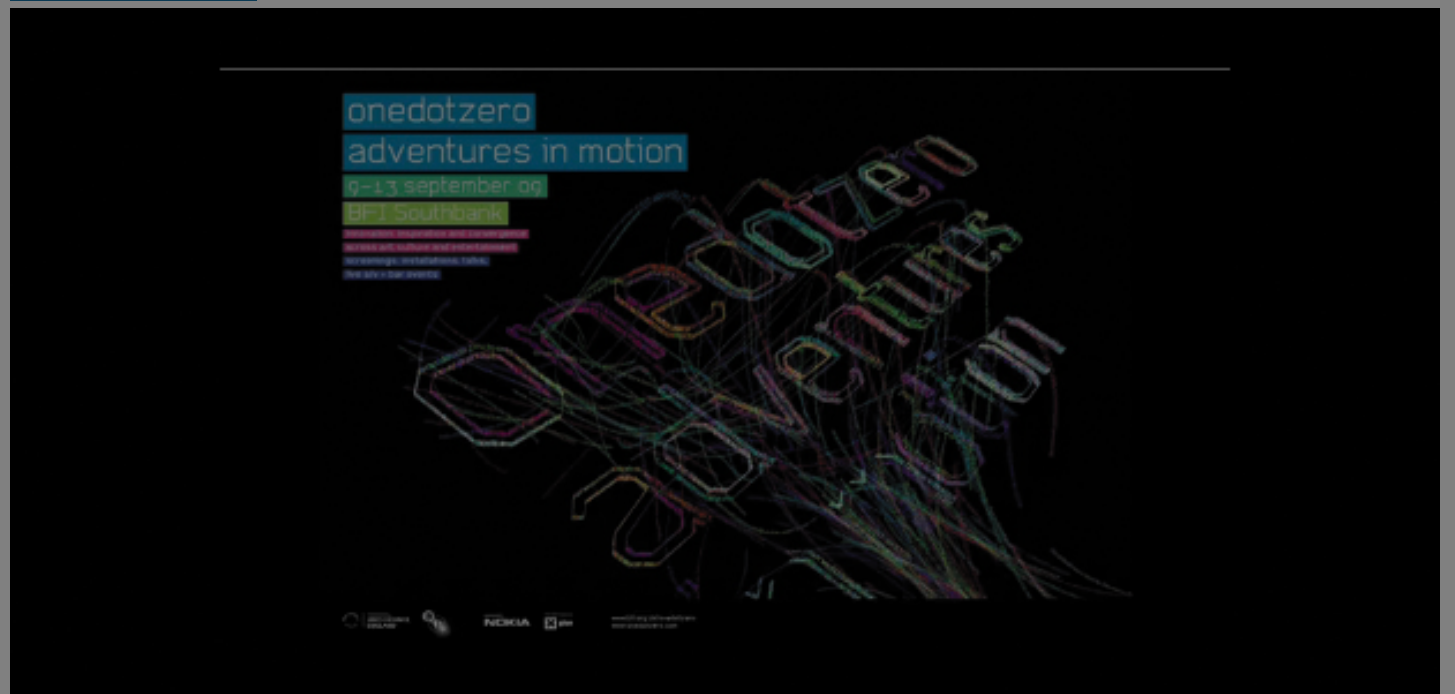 onedotzero
adventures in motion
9-13 september 09
BFI Southbank
innovation, inspiration and convergence
across art, culture and entertainment
screenings, installations, talks,
live a/v + bar events
onedotzero
adventures
in motion
NOKIA